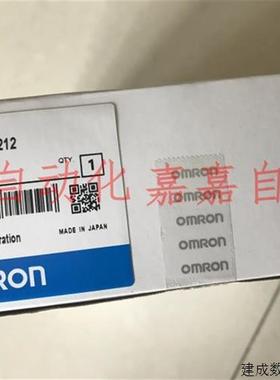 212
QTY
1
自动化 嘉嘉 自
ration
MADE IN JAPAN
RON
OMRON
OMRON
OMRON
OMRON
OMRON
建成数